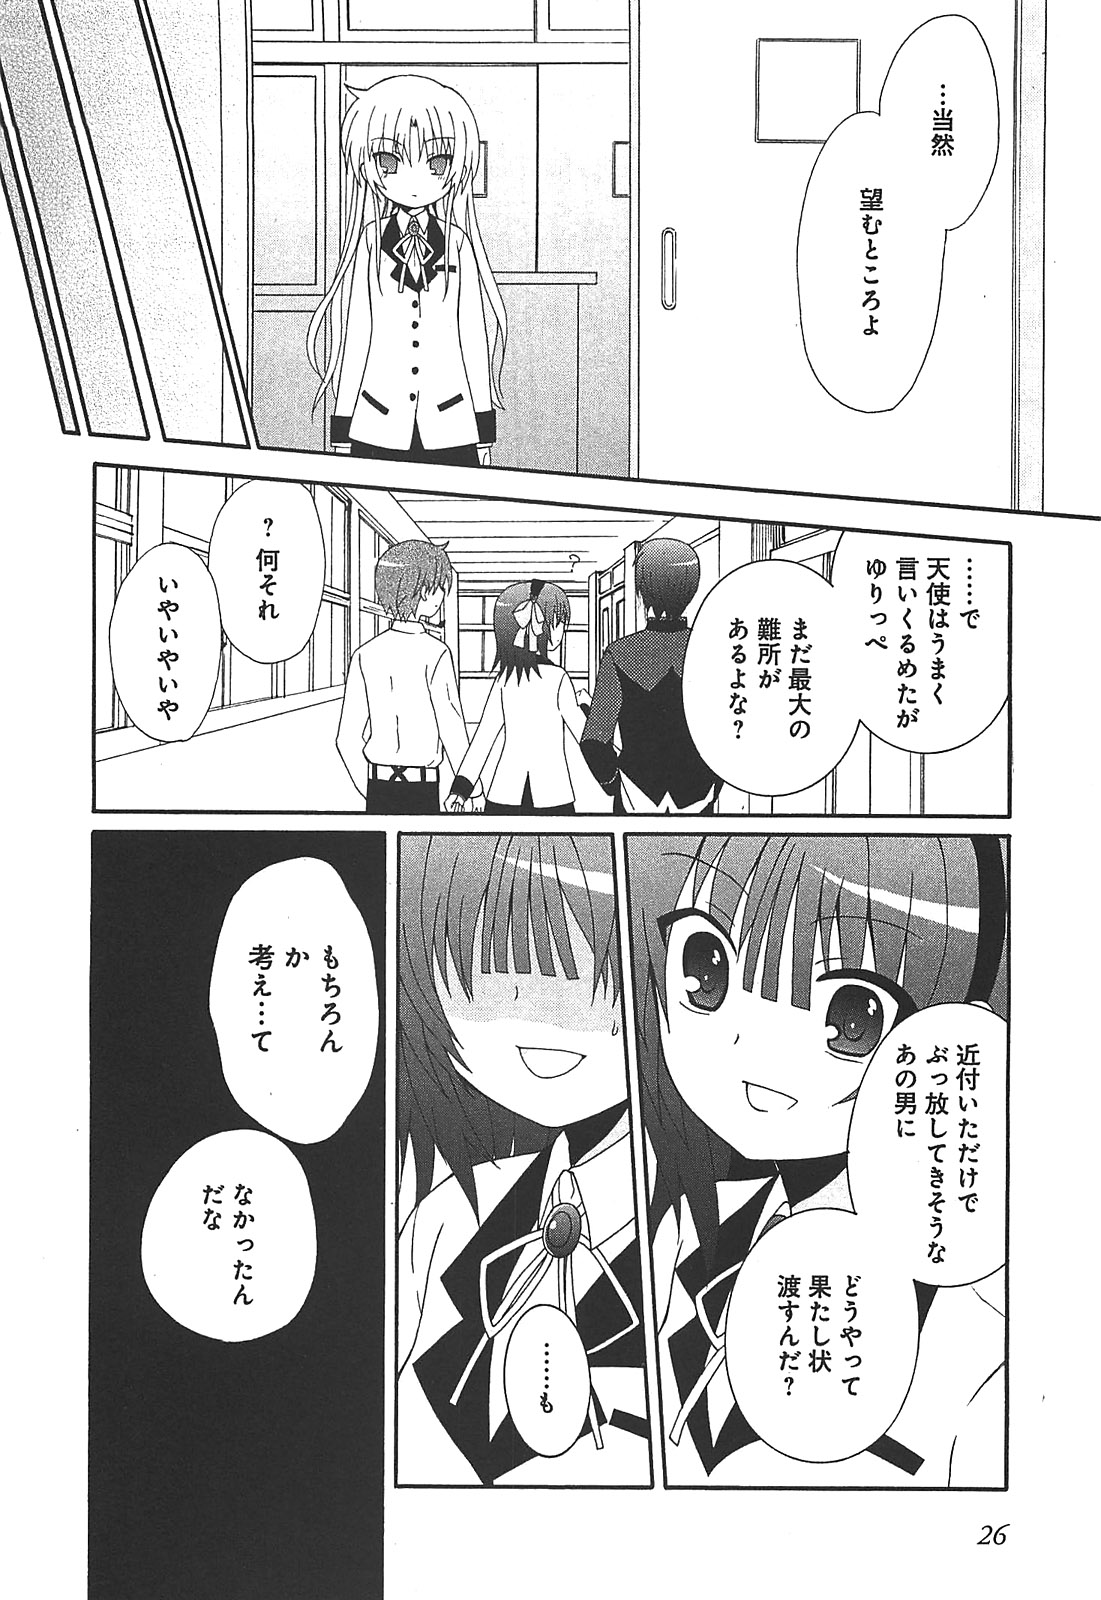 …当然
望むところよ
……で
天使はうまく
言いくるめたが
ゆりっぺ
まだ最大の
難所が
あるよな？
？
何それ
？
いやいやいや
近付いただけで
ぶっ放してきそうな
あの男に
どうやって
果たし状
渡すんだ？
……も
もちろん
か
考え…て
なかったん
だな
26